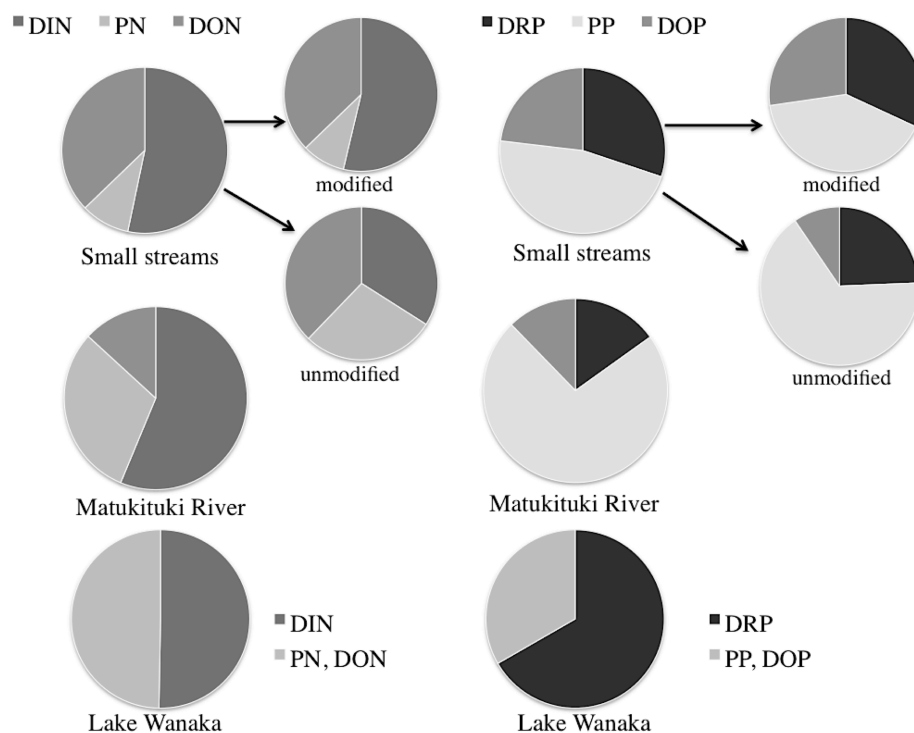 DIN PN DON
DRP PP DOP
modified
modified
Small streams
Small streams
unmodified
unmodified
Matukituki River
Matukituki River
DIN
PN, DON
DRP
PP, DOP
Lake Wanaka
Lake Wanaka